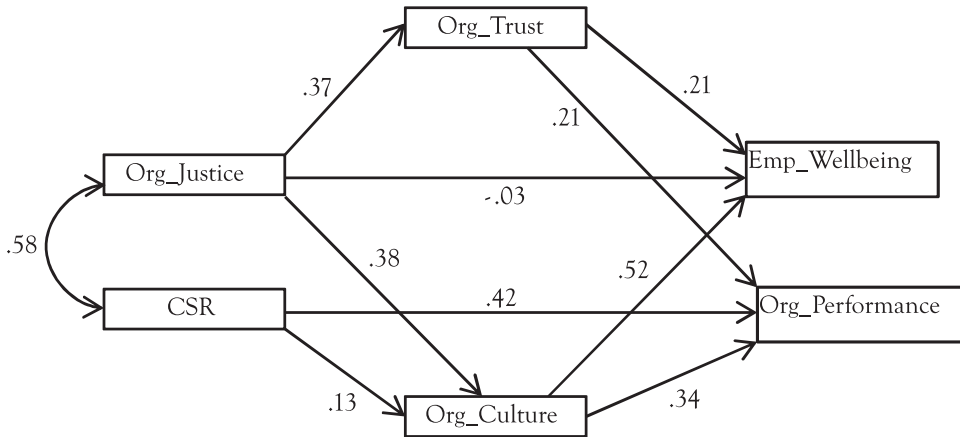 Org_Trust
.37
.21
.21
Emp_Wellbeing
Org_Justice
-.03
.58
.38
.52
CSR
.42
Org_Performance
.13
Org_Culture
.34